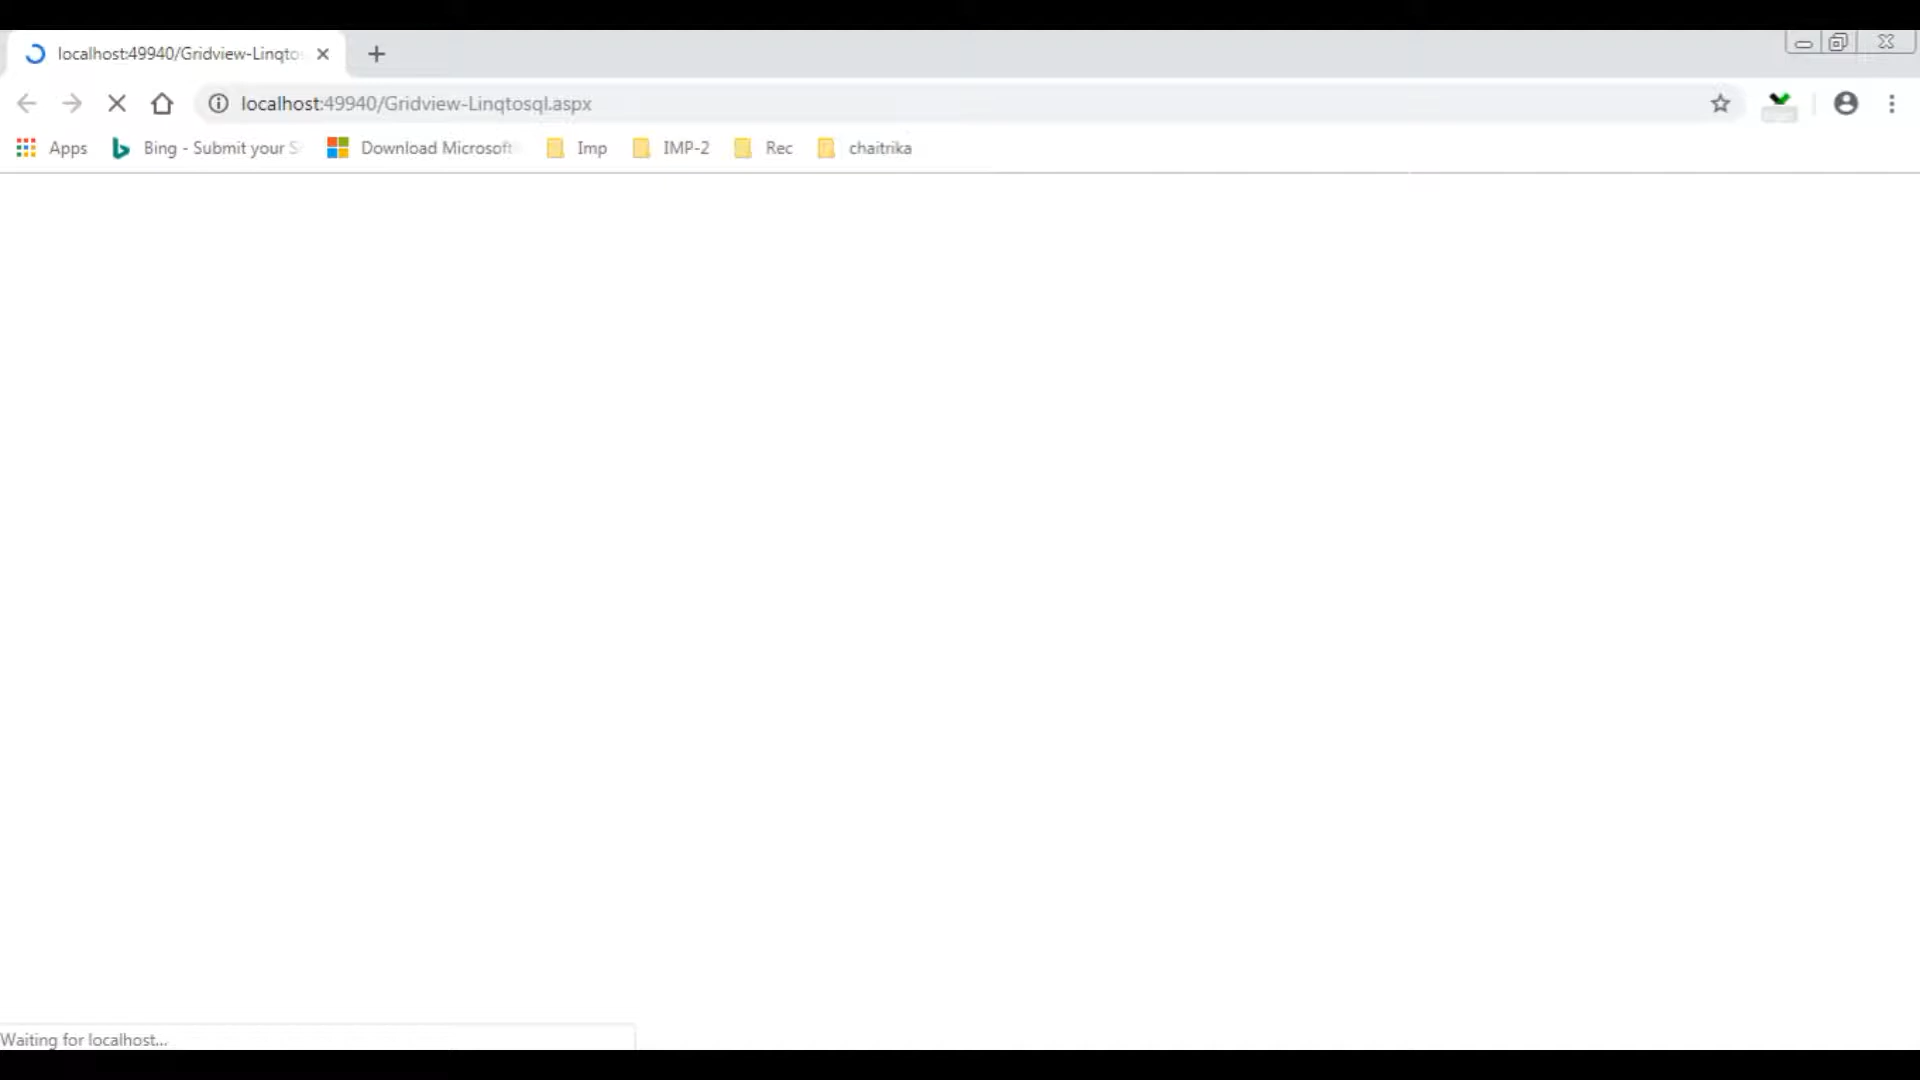 localhost:49940/Gridview-Linqto
localhost:49940/Gridview-Linqtosql.aspx
Apps
Bing - Submit your S
Download Microsoft
Imp
IMP-2
Rec
chaitrika
Waiting for localhost...